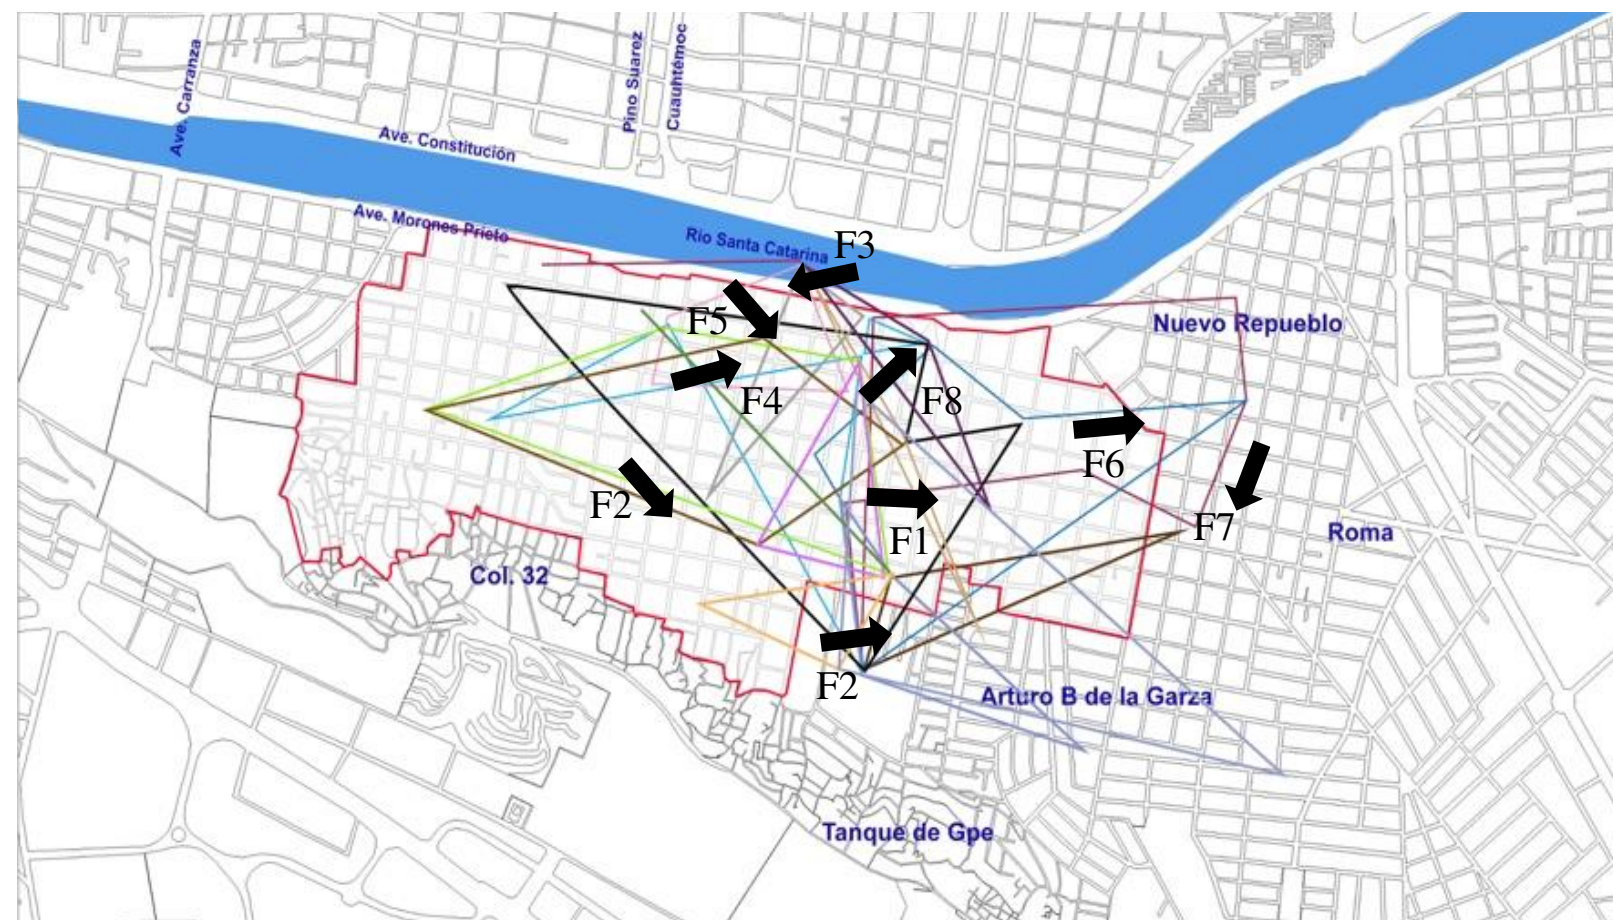 Ave. Carranza
Pino Suarez
Cuauhtémoc
Ave. Constitución
Ave. Morones Prieto
Rio Santa Catarina
F3
F5
Nuevo Repueblo
F4
F8
F6
F2
F1
F7
Roma
Col. 32
F2
Arturo B de la Garza
Tanque de Gpe